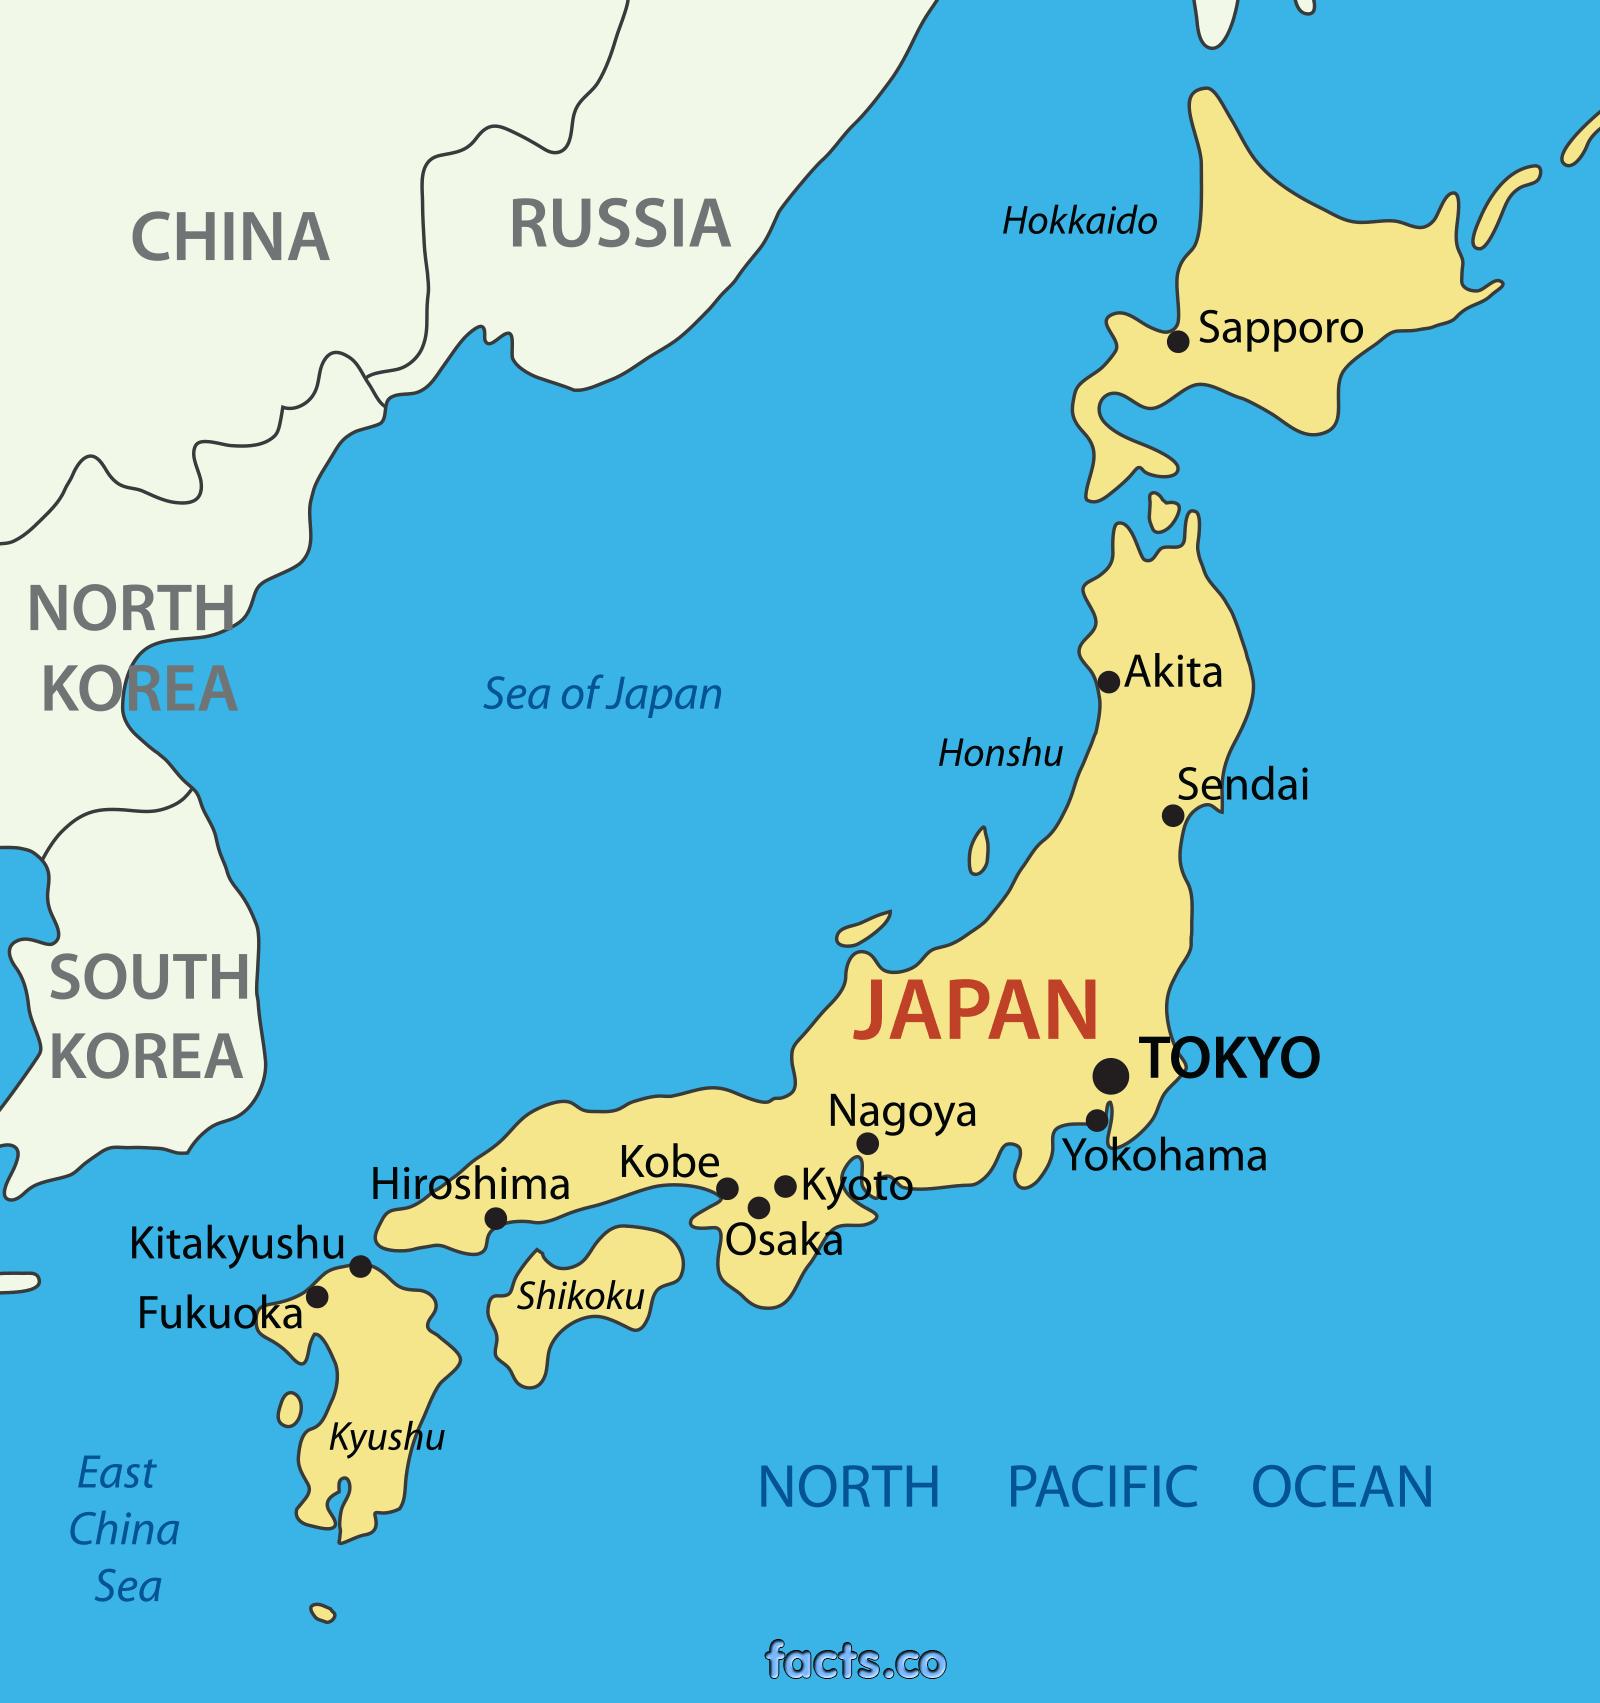 CHINA
RUSSIA
Hokkaido
Sapporo
NORTH
KOREA
Sea of Japan
Akita
Honshu
Sendai
SOUTH
KOREA
JAPAN
TOKYO
Nagoya
Yokohama
Kobe
Kyoto
Hiroshima
Osaka
Kitakyushu
Fukuoka
Shikoku
Kyushu
East
China
Sea
NORTH PACIFIC OCEAN
facts.co